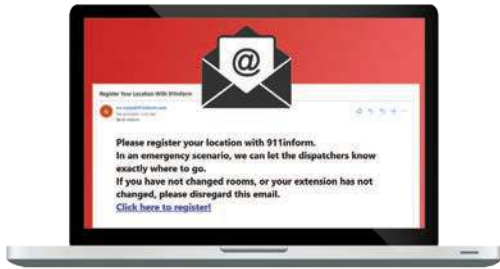 @
Register Your Location With 911inform
Please register your location with 911inform.
In an emergency scenario, we can let the dispatchers know
exactly where to go.
If you have not changed rooms, or your extension has not
changed, please disregard this email.
Click here to register!